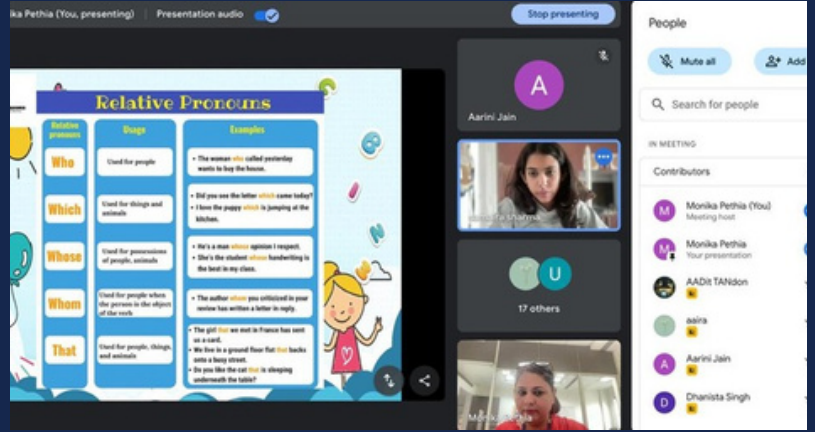 ika Pethia (You, presenting)
Presentation audio
Stop presenting
Relative Pronouns
Relative
pronouns
Usage
Examples
Who
Used for people
• The woman who called yesterday
wants to buy the house.
Which
Used for things and
animals
• Did you see the letter which came today?
• I love the puppy which is jumping at the
kitchen.
Whose
Used for possessions
of people, animals
• He's a man whose opinion I respect.
• She's the student whose handwriting is
the best in my class.
Whom
Used for people when
the person is the object
of the verb
• The author whom you criticized in your
review has written a letter in reply.
That
Used for people, things,
and animals
• The girl that we met in France has sent
us a card.
• We live in a ground floor flat that backs
onto a busy street.
• Do you like the cat that is sleeping
underneath the table?
A
Aarini Jain
sharma
U
17 others
People
Mute all
Add
Search for people
IN MEETING
Contributors
M
Monika Pethia (You)
Meeting host
M
Monika Pethia
Your presentation
AADit TANdon
aaira
A
Aarini Jain
D
Dhanista Singh